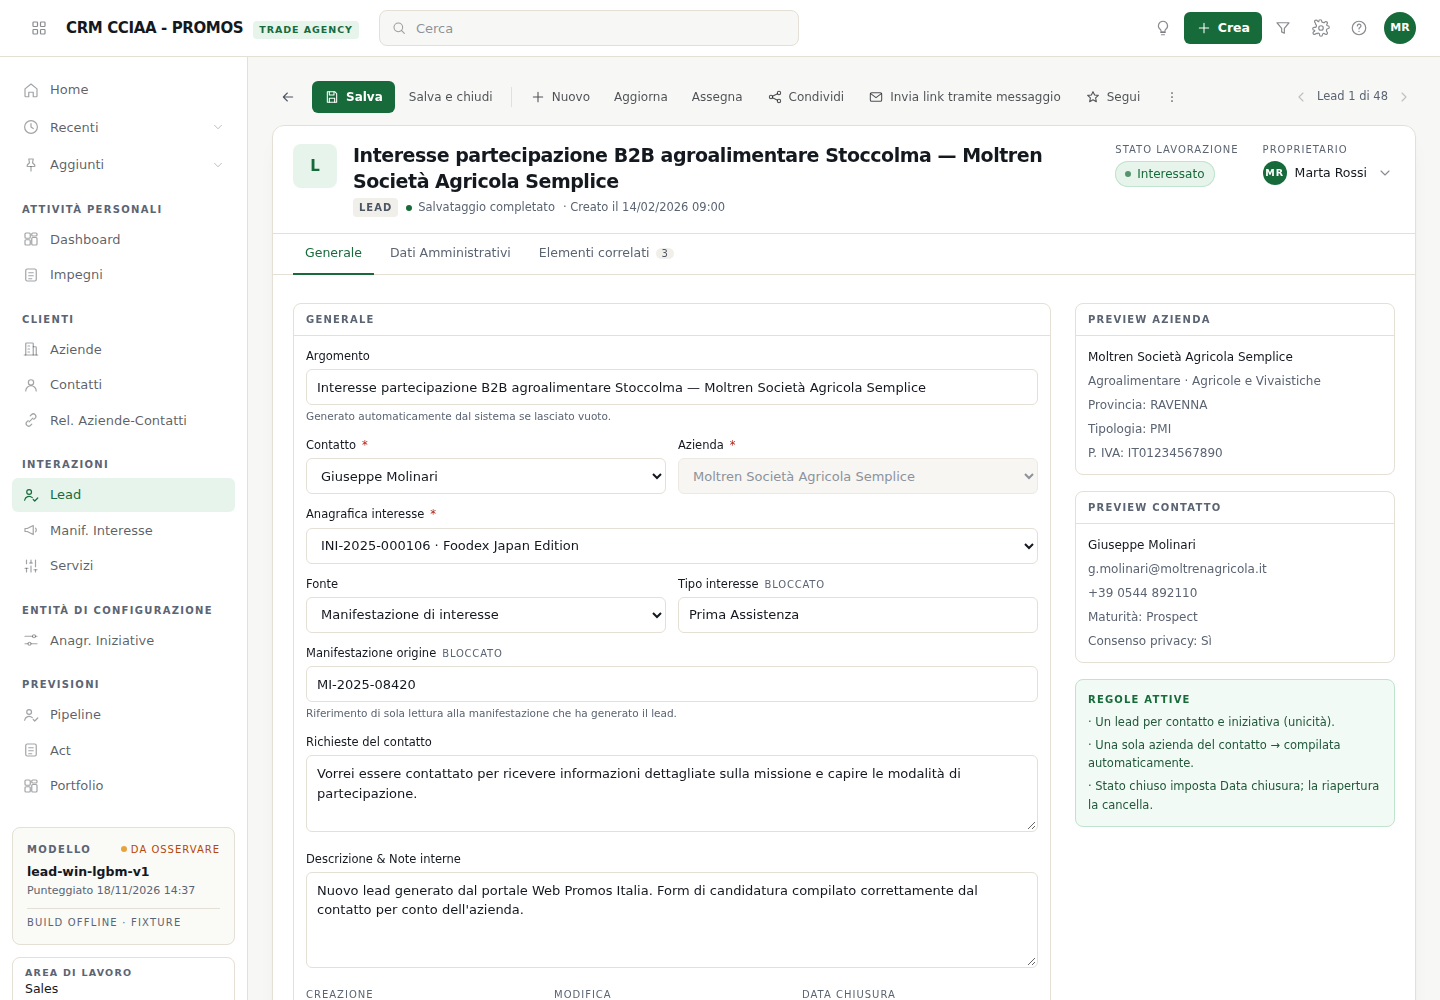 CRM CCIAA - PROMOS
TRADE AGENCY
Cerca
Crea
MR
Home
Recenti
Aggiunti
ATTIVITÀ PERSONALI
Dashboard
Impegni
CLIENTI
Aziende
Contatti
Rel. Aziende-Contatti
INTERAZIONI
Lead
Manif. Interesse
Servizi
ENTITÀ DI CONFIGURAZIONE
Anagr. Iniziative
PREVISIONI
Pipeline
Act
Portfolio
MODELLO
DA OSSERVARE
lead-win-lgbm-v1
Punteggiato 18/11/2026 14:37
BUILD OFFLINE · FIXTURE
AREA DI LAVORO
Sales
Salva
Salva e chiudi
Nuovo
Aggiorna
Assegna
Condividi
Invia link tramite messaggio
Segui
Lead 1 di 48
L
Interesse partecipazione B2B agroalimentare Stoccolma — Moltren
Società Agricola Semplice
LEAD
Salvataggio completato · Creato il 14/02/2026 09:00
STATO LAVORAZIONE
Interessato
PROPRIETARIO
MR
Marta Rossi
Generale
Dati Amministrativi
Elementi correlati 3
GENERALE
Argomento
Interesse partecipazione B2B agroalimentare Stoccolma — Moltren Società Agricola Semplice
Generato automaticamente dal sistema se lasciato vuoto.
Contatto *
Giuseppe Molinari
Azienda *
Moltren Società Agricola Semplice
Anagrafica interesse *
INI-2025-000106 · Foodex Japan Edition
Fonte
Manifestazione di interesse
Tipo interesse BLOCCATO
Prima Assistenza
Manifestazione origine BLOCCATO
MI-2025-08420
Riferimento di sola lettura alla manifestazione che ha generato il lead.
Richieste del contatto
Vorrei essere contattato per ricevere informazioni dettagliate sulla missione e capire le modalità di
partecipazione.
Descrizione & Note interne
Nuovo lead generato dal portale Web Promos Italia. Form di candidatura compilato correttamente dal
contatto per conto dell'azienda.
CREAZIONE
MODIFICA
DATA CHIUSURA
PREVIEW AZIENDA
Moltren Società Agricola Semplice
Agroalimentare · Agricole e Vivaistiche
Provincia: RAVENNA
Tipologia: PMI
P. IVA: IT01234567890
PREVIEW CONTATTO
Giuseppe Molinari
g.molinari@moltrenagricola.it
+39 0544 892110
Maturità: Prospect
Consenso privacy: Sì
REGOLE ATTIVE
· Un lead per contatto e iniziativa (unicità).
· Una sola azienda del contatto → compilata
automaticamente.
· Stato chiuso imposta Data chiusura; la riapertura
la cancella.